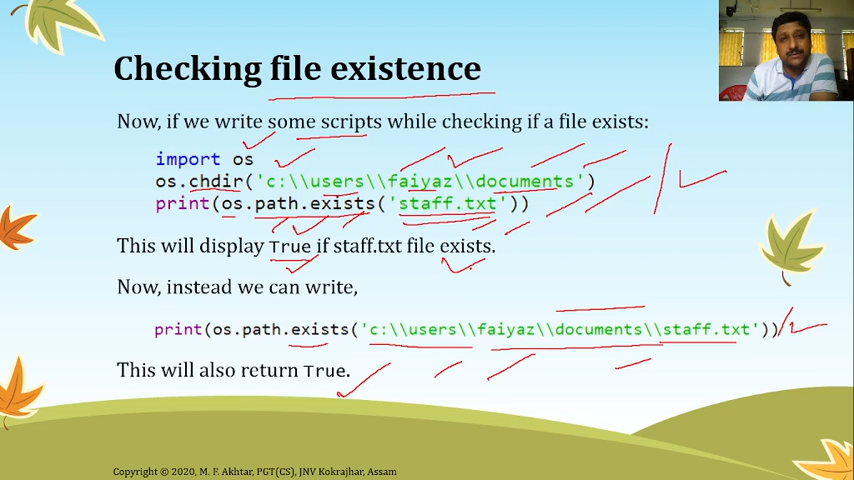 Checking file existence
Now, if we write some scripts while checking if a file exists:
import os
os.chdir('c:\\users\\faiyaz\\documents')
print(os.path.exists('staff.txt'))
This will display True if staff.txt file exists.
Now, instead we can write,
print(os.path.exists('c:\\users\\faiyaz\\documents\\staff.txt'))
This will also return True.
Copyright © 2020, M. F. Akhtar, PGT(CS), JNV Kokrajhar, Assam